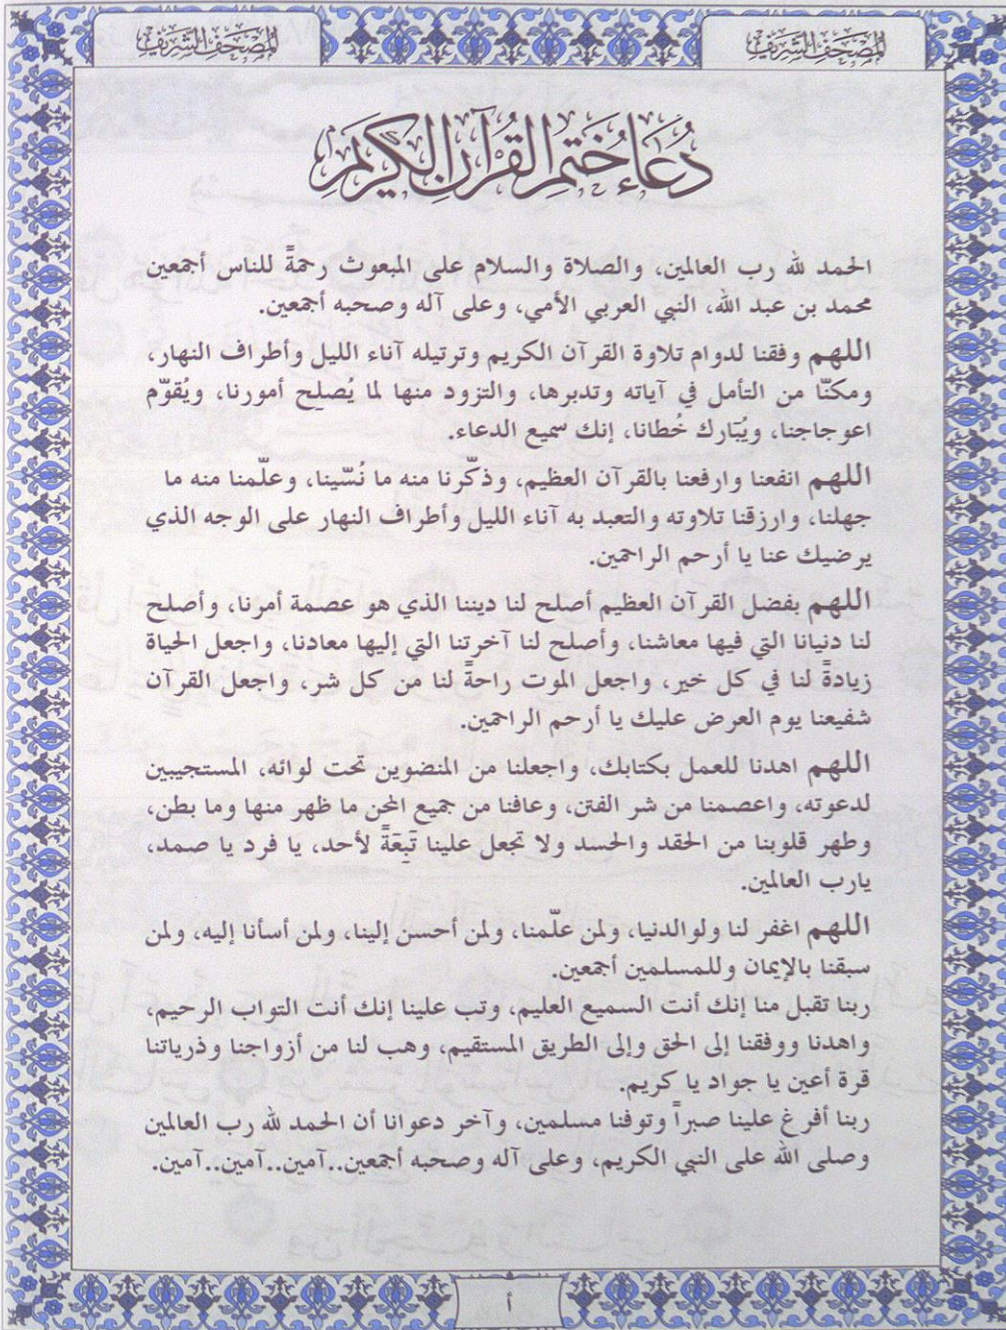 المصحف الشريف
المصحف الشريف
دُعَاءُ خَتْمِ الْقُرْآنِ الْكَرِيمِ
الحمد لله رب العالمين، والصلاة والسلام على المبعوث رحمةً للناس أجمعين
محمد بن عبد الله، النبي العربي الأمي، وعلى آله وصحبه أجمعين.
اللهم وفقنا لدوام تلاوة القرآن الكريم وترتيله آناء الليل وأطراف النهار،
ومكنّا من التأمل في آياته وتدبرها، والتزود منها لما يُصلِح أمورنا، ويُقوّم
اعوجاجنا، ويُبَارك خُطانا، إنك سميع الدعاء.
اللهم انفعنا وارفعنا بالقرآن العظيم، وذكّرنا منه ما نُسّينا، وعلّمنا منه ما
جهلنا، وارزقنا تلاوته والتعبد به آناء الليل وأطراف النهار على الوجه الذي
يرضيك عنا يا أرحم الراحمين.
اللهم بفضل القرآن العظيم أصلح لنا ديننا الذي هو عصمة أمرنا، وأصلح
لنا دنيانا التي فيها معاشنا، وأصلح لنا آخرتنا التي إليها معادنا، واجعل الحياة
زيادةً لنا في كل خير، واجعل الموت راحةً لنا من كل شر، واجعل القرآن
شفيعنا يوم العرض عليك يا أرحم الراحمين.
اللهم اهدنا للعمل بكتابك، واجعلنا من المنضوين تحت لوائه، المستجيبين
لدعوته، واعصمنا من شر الفتن، وعافنا من جميع المحن ما ظهر منها وما بطن،
وطهر قلوبنا من الحقد والحسد ولا تجعل علينا تَبِعَةً لأحد، يا فرد يا صمد،
يارب العالمين.
اللهم اغفر لنا ولوالدنيا، ولمن علّمنا، ولمن أحسن إلينا، ولمن أسأنا إليه، ولمن
سبقنا بالإيمان وللمسلمين أجمعين.
ربنا تقبل منا إنك أنت السميع العليم، وتب علينا إنك أنت التواب الرحيم،
واهدنا ووفقنا إلى الحق وإلى الطريق المستقيم، وهب لنا من أزواجنا وذرياتنا
قرة أعين يا جواد يا كريم.
ربنا أفرغ علينا صبراً وتوفنا مسلمين، وآخر دعوانا أن الحمد لله رب العالمين
وصلى الله على النبي الكريم، وعلى آله وصحبه أجمعين..آمين..آمين..آمين.
أ